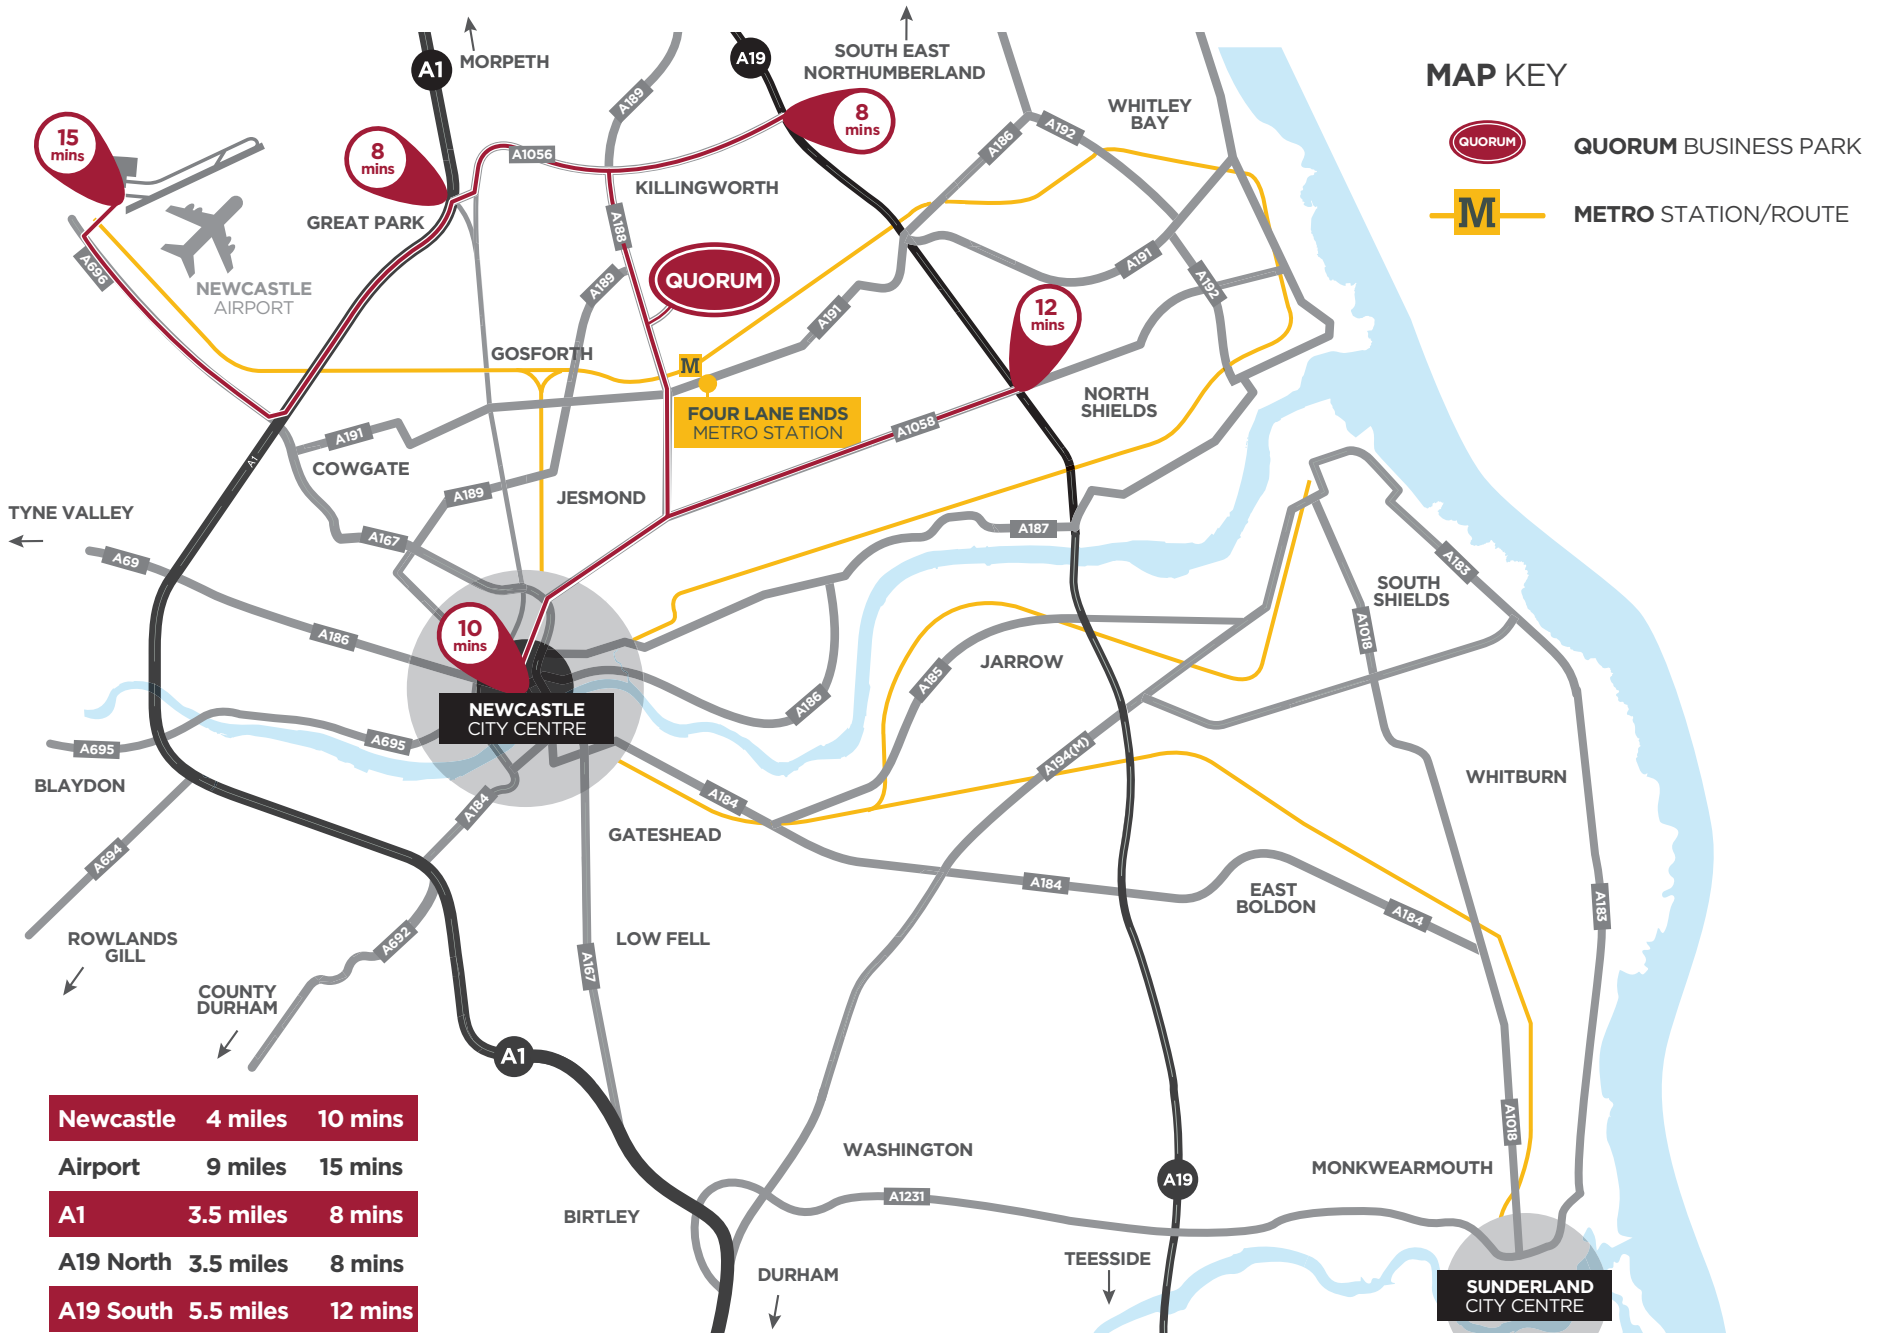 MORPETH
A1
A19
SOUTH EAST
NORTHUMBERLAND
MAP KEY
QUORUM
QUORUM BUSINESS PARK
M
METRO STATION/ROUTE
WHITLEY
BAY
A189
A192
A186
15
mins
8
mins
8
mins
A1056
KILLINGWORTH
GREAT PARK
A188
A696
NEWCASTLE
AIRPORT
A189
QUORUM
A191
A192
A191
12
mins
GOSFORTH
M
FOUR LANE ENDS
METRO STATION
NORTH
SHIELDS
A1058
A191
A1
COWGATE
A189
JESMOND
TYNE VALLEY
A167
A187
A69
A183
SOUTH
SHIELDS
A186
10
mins
A1018
JARROW
A185
A186
NEWCASTLE
CITY CENTRE
A695
A695
A194(M)
BLAYDON
WHITBURN
A184
A184
GATESHEAD
A694
A184
EAST
BOLDON
A184
A183
ROWLANDS
GILL
A692
LOW FELL
A167
COUNTY
DURHAM
A1
Newcastle 4 miles 10 mins
Airport 9 miles 15 mins
A1 3.5 miles 8 mins
A19 North 3.5 miles 8 mins
A19 South 5.5 miles 12 mins
A1018
WASHINGTON
MONKWEARMOUTH
A19
A1231
BIRTLEY
TEESSIDE
DURHAM
SUNDERLAND
CITY CENTRE